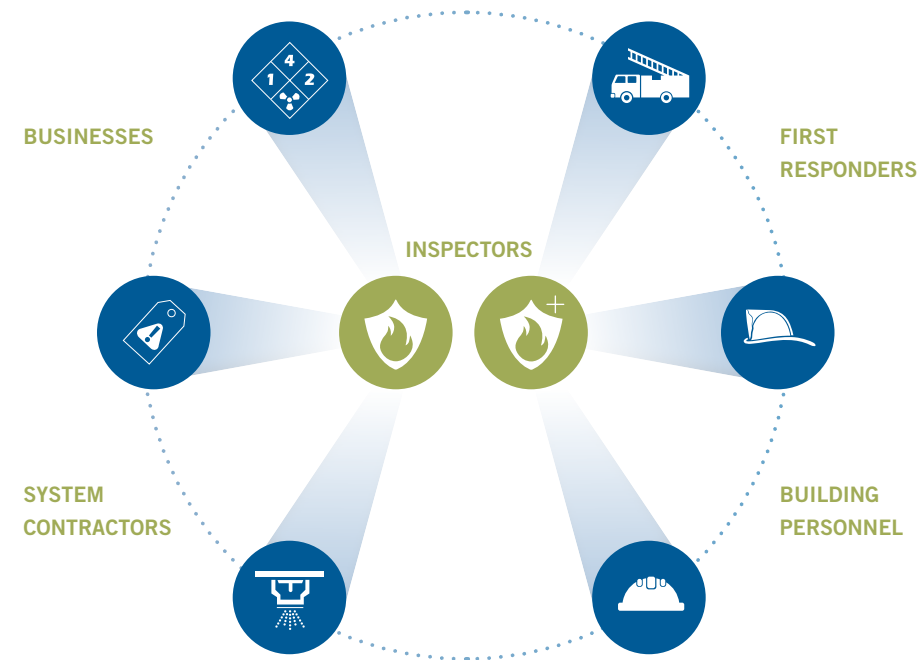 4
1 2
BUSINESSES
FIRST
RESPONDERS
INSPECTORS
SYSTEM
CONTRACTORS
BUILDING
PERSONNEL